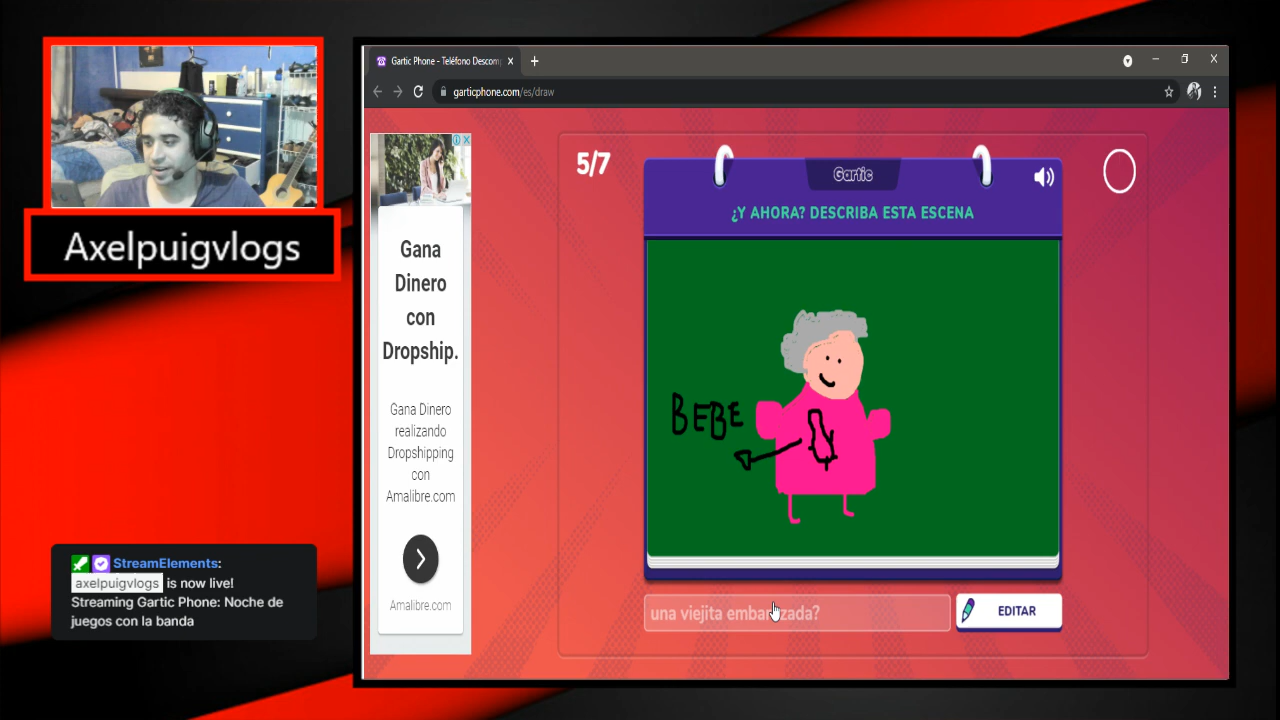 Gartic Phone - Teléfono Descom
garticphone.com/es/draw
Axelpuigvlogs
StreamElements:
axelpuigvlogs is now live!
Streaming Gartic Phone: Noche de
juegos con la banda
Gana
Dinero
con
Dropship.
Gana Dinero
realizando
Dropshipping
con
Amalibre.com
Amalibre.com
5/7
Gartic
¿Y AHORA? DESCRIBA ESTA ESCENA
BEBE
una viejita embarazada?
EDITAR